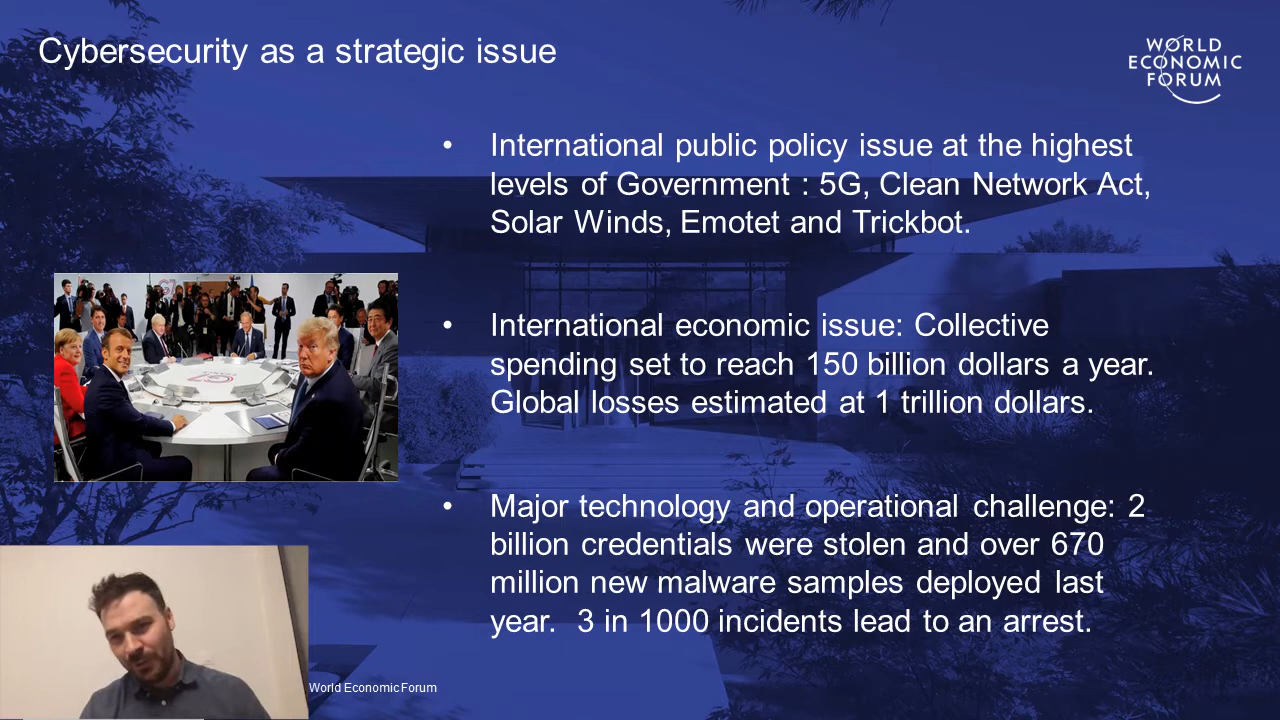 Cybersecurity as a strategic issue
WORLD
ECONOMIC
FORUM
• International public policy issue at the highest
levels of Government : 5G, Clean Network Act,
Solar Winds, Emotet and Trickbot.
• International economic issue: Collective
spending set to reach 150 billion dollars a year.
Global losses estimated at 1 trillion dollars.
• Major technology and operational challenge: 2
billion credentials were stolen and over 670
million new malware samples deployed last
year. 3 in 1000 incidents lead to an arrest.
World Economic Forum